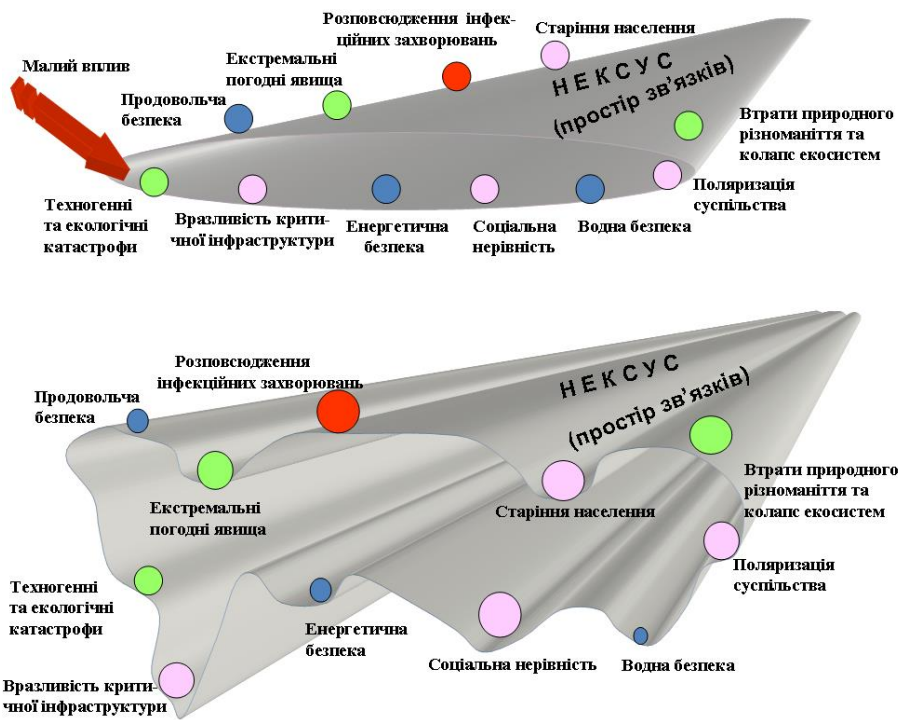 Розповсюдження інфек-
ційних захворювань
Старіння населення
Екстремальні
погодні явища
Малий вплив
НЕКСУС
(простір зв’язків)
Продовольча
безпека
Втрати природного
різноманіття та
колапс екосистем
Техногенні
та екологічні
катастрофи
Вразливість крити-
чної інфраструктури
Енергетична
безпека
Соціальна
нерівність
Водна безпека
Поляризація
суспільства
Розповсюдження
інфекційних захворювань
Продовольча
безпека
НЕКСУС
(простір зв’язків)
Екстремальні
погодні явища
Старіння населення
Втрати природного
різноманіття та
колапс екосистем
Поляризація
суспільства
Техногенні
та екологічні
катастрофи
Енергетична
безпека
Соціальна нерівність
Водна безпека
Вразливість крити-
чної інфраструктури